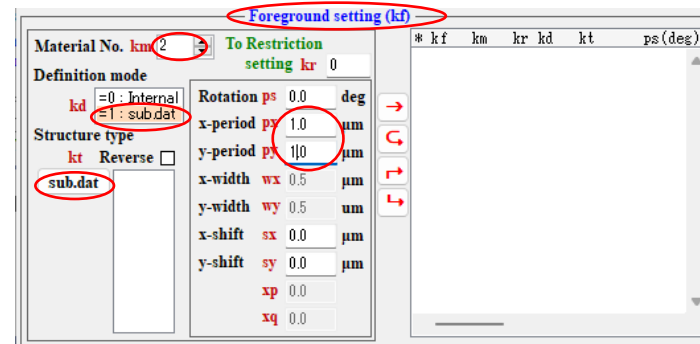 Foreground setting (kf)
Material No. km 2
To Restriction
setting kr 0
Definition mode
kd =0 : Internal
=1 : sub.dat
Structure type
kt Reverse
sub.dat
Rotation ps 0.0 deg
x-period px 1.0 μm
y-period py 1.0 μm
x-width wx 0.5 μm
y-width wy 0.5 um
x-shift sx 0.0 μm
y-shift sy 0.0 μm
xp 0.0
xq 0.0
* kf km kr kd kt ps(deg)